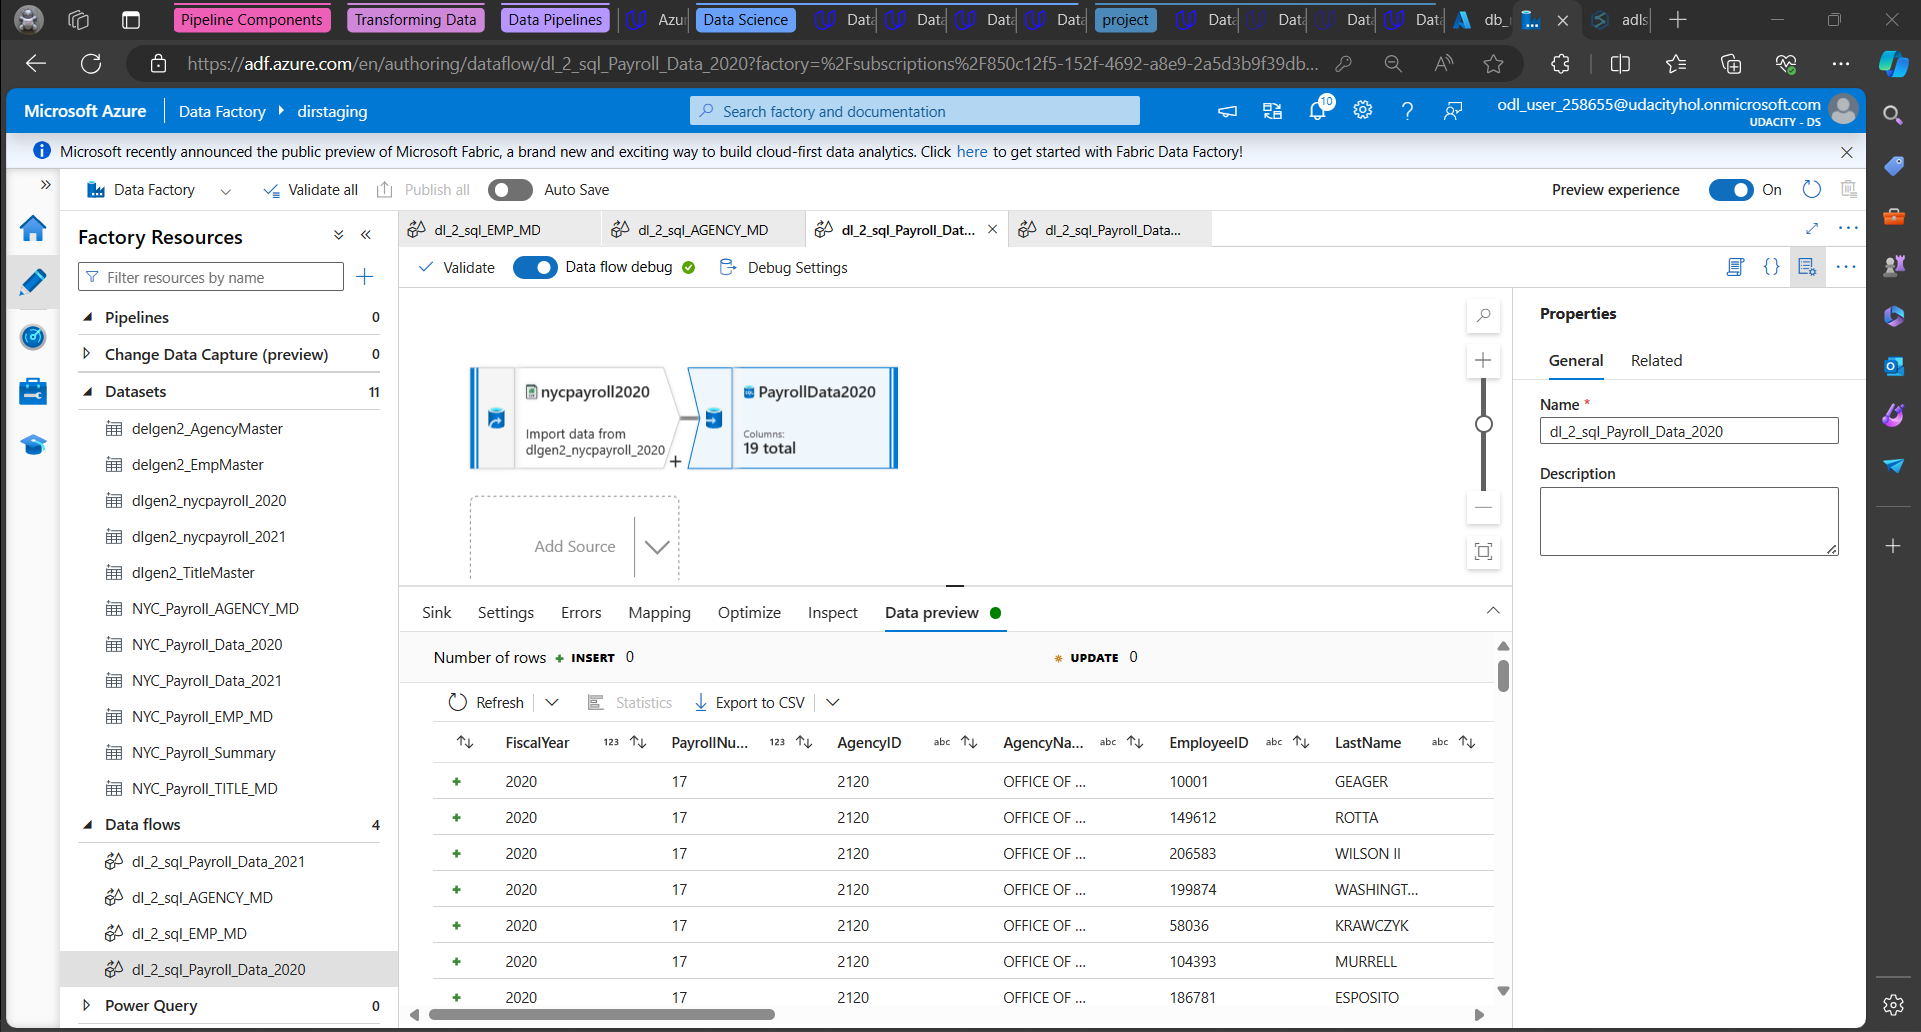 Pipeline Components
Transforming Data
Data Pipelines
Azur
Data Science
Data
Data
Data
Data
project
Data
Data
Data
Data
db_
adls
https://adf.azure.com/en/authoring/dataflow/dl_2_sql_Payroll_Data_2020?factory=%2Fsubscriptions%2F850c12f5-152f-4692-a8e9-2a5d3b9f39db...
Microsoft Azure
Data Factory
dirstaging
Search factory and documentation
10
odl_user_258655@udacityhol.onmicrosoft.com
UDACITY - DS
Microsoft recently announced the public preview of Microsoft Fabric, a brand new and exciting way to build cloud-first data analytics. Click here to get started with Fabric Data Factory!
Data Factory
Validate all
Publish all
Auto Save
Preview experience
On
Factory Resources
Filter resources by name
Pipelines 0
Change Data Capture (preview) 0
Datasets 11
delgen2_AgencyMaster
delgen2_EmpMaster
dlgen2_nycpayroll_2020
dlgen2_nycpayroll_2021
dlgen2_TitleMaster
NYC_Payroll_AGENCY_MD
NYC_Payroll_Data_2020
NYC_Payroll_Data_2021
NYC_Payroll_EMP_MD
NYC_Payroll_Summary
NYC_Payroll_TITLE_MD
Data flows 4
dl_2_sql_Payroll_Data_2021
dl_2_sql_AGENCY_MD
dl_2_sql_EMP_MD
dl_2_sql_Payroll_Data_2020
Power Query 0
dl_2_sql_EMP_MD
dl_2_sql_AGENCY_MD
dl_2_sql_Payroll_Dat...
dl_2_sql_Payroll_Data...
Validate
Data flow debug
Debug Settings
nycpayroll2020
Import data from
dlgen2_nycpayroll_2020
PayrollData2020
Columns:
19 total
Add Source
Sink
Settings
Errors
Mapping
Optimize
Inspect
Data preview
Number of rows + INSERT 0
UPDATE 0
Refresh
Statistics
Export to CSV
FiscalYear 123 PayrollNu... 123 AgencyID abc AgencyNa... abc EmployeeID abc LastName abc
+ 2020 17 2120 OFFICE OF ... 10001 GEAGER
+ 2020 17 2120 OFFICE OF ... 149612 ROTTA
+ 2020 17 2120 OFFICE OF ... 206583 WILSON II
+ 2020 17 2120 OFFICE OF ... 199874 WASHINGT...
+ 2020 17 2120 OFFICE OF ... 58036 KRAWCZYK
+ 2020 17 2120 OFFICE OF ... 104393 MURRELL
+ 2020 17 2120 OFFICE OF ... 186781 ESPOSITO
Properties
General
Related
Name *
dl_2_sql_Payroll_Data_2020
Description